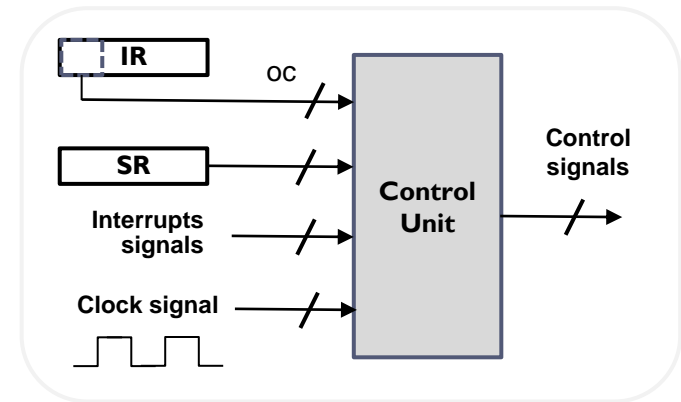 IR
OC
SR
Interrupts
signals
Clock signal
Control
Unit
Control
signals